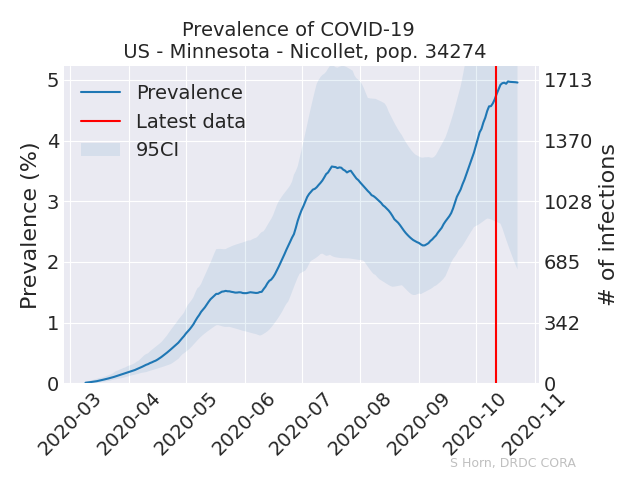 Prevalence of COVID-19
US - Minnesota - Nicollet, pop. 34274
Prevalence
Latest data
95CI
Prevalence (%)
5
4
3
2
1
0
1713
1370
1028
685
342
0
# of infections
2020-03
2020-04
2020-05
2020-06
2020-07
2020-08
2020-09
2020-10
2020-11
S Horn, DRDC CORA